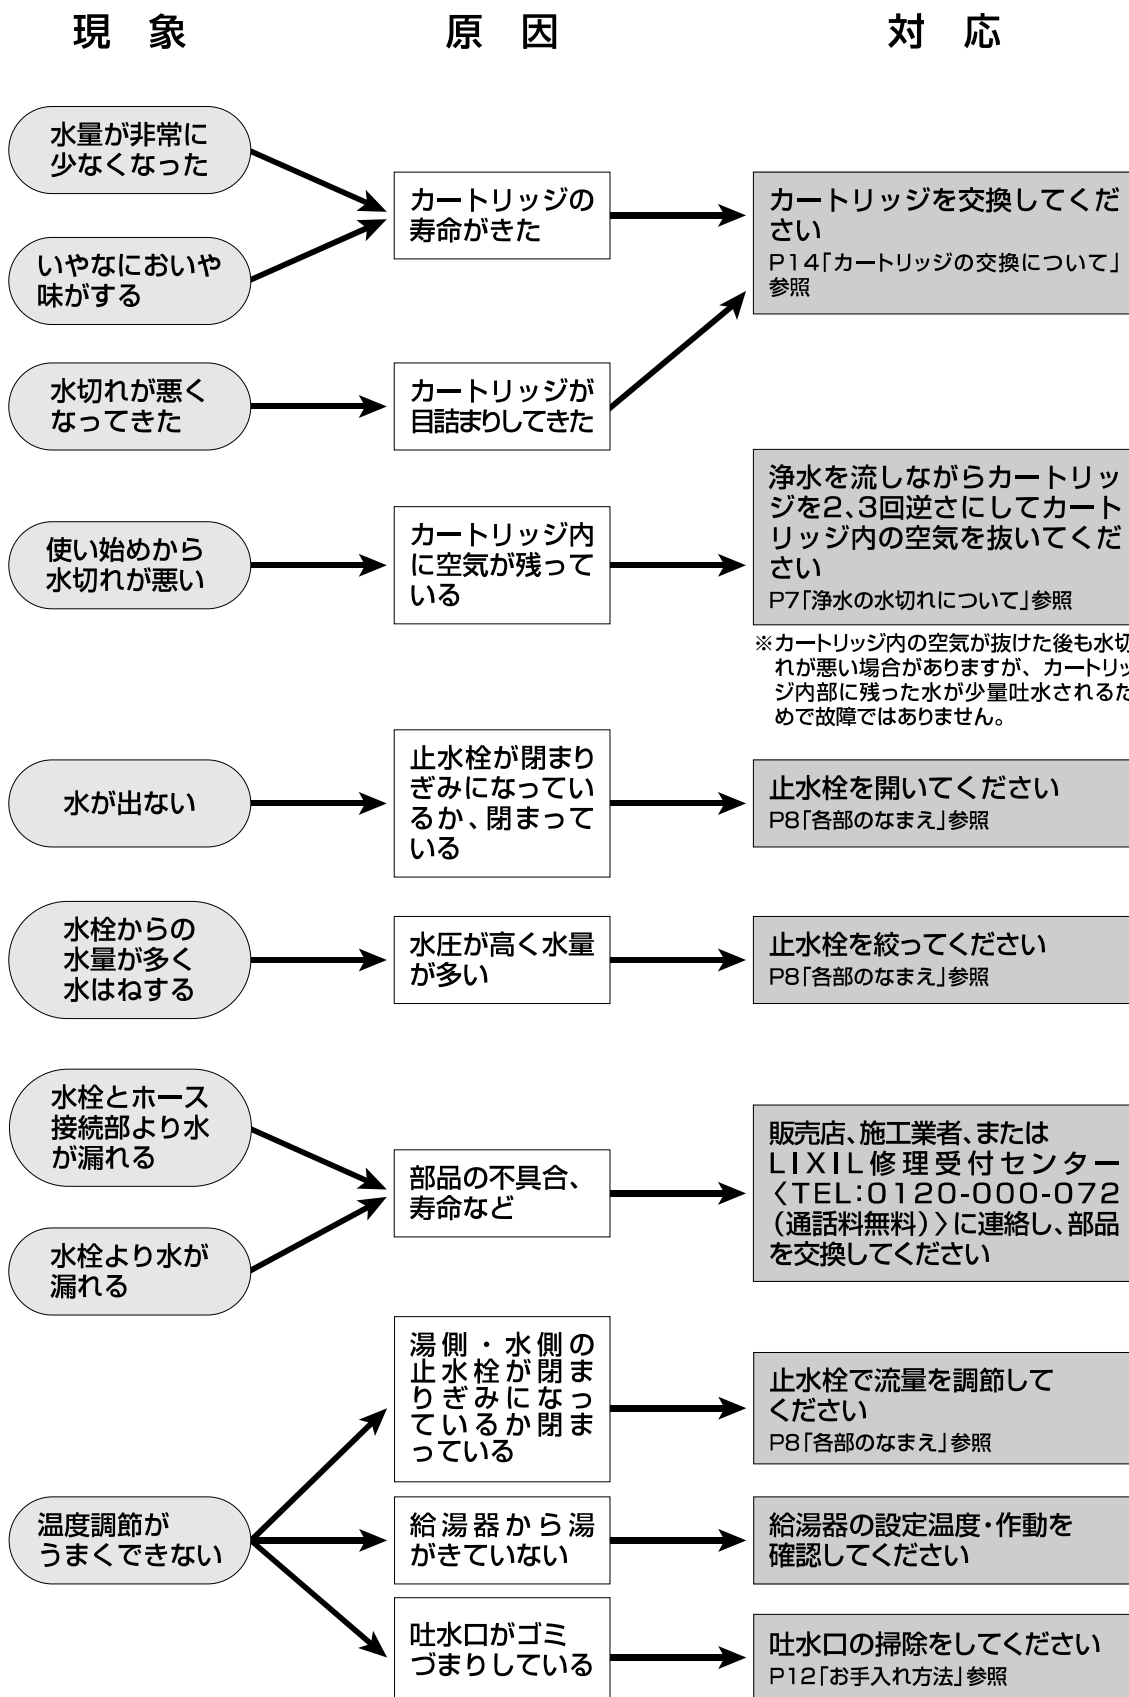 現 象
原 因
対 応
水量が非常に
少なくなった
いやなにおいや
味がする
カートリッジの
寿命がきた
カートリッジを交換してくだ
さい
P14「カートリッジの交換について」
参照
水切れが悪く
なってきた
カートリッジが
目詰まりしてきた
使い始めから
水切れが悪い
カートリッジ内
に空気が残って
いる
浄水を流しながらカートリッ
ジを2、3回逆さにしてカート
リッジ内の空気を抜いてくだ
さい
P7「浄水の水切れについて」参照
※カートリッジ内の空気が抜けた後も水切
れが悪い場合がありますが、カートリッ
ジ内部に残った水が少量吐水されるた
めで故障ではありません。
水が出ない
止水栓が閉まり
ぎみになってい
るか、閉まって
いる
止水栓を開いてください
P8「各部のなまえ」参照
水栓からの
水量が多く
水はねする
水圧が高く水量
が多い
止水栓を絞ってください
P8「各部のなまえ」参照
水栓とホース
接続部より水
が漏れる
水栓より水が
漏れる
部品の不具合、
寿命など
販売店、施工業者、または
LIXIL修理受付センター
〈TEL:0120-000-072
(通話料無料)〉に連絡し、部品
を交換してください
温度調節が
うまくできない
湯側・水側の
止水栓が閉ま
りぎみになっ
ているか閉ま
っている
止水栓で流量を調節して
ください
P8「各部のなまえ」参照
給湯器から湯
がきていない
給湯器の設定温度・作動を
確認してください
吐水口がゴミ
づまりしている
吐水口の掃除をしてください
P12「お手入れ方法」参照